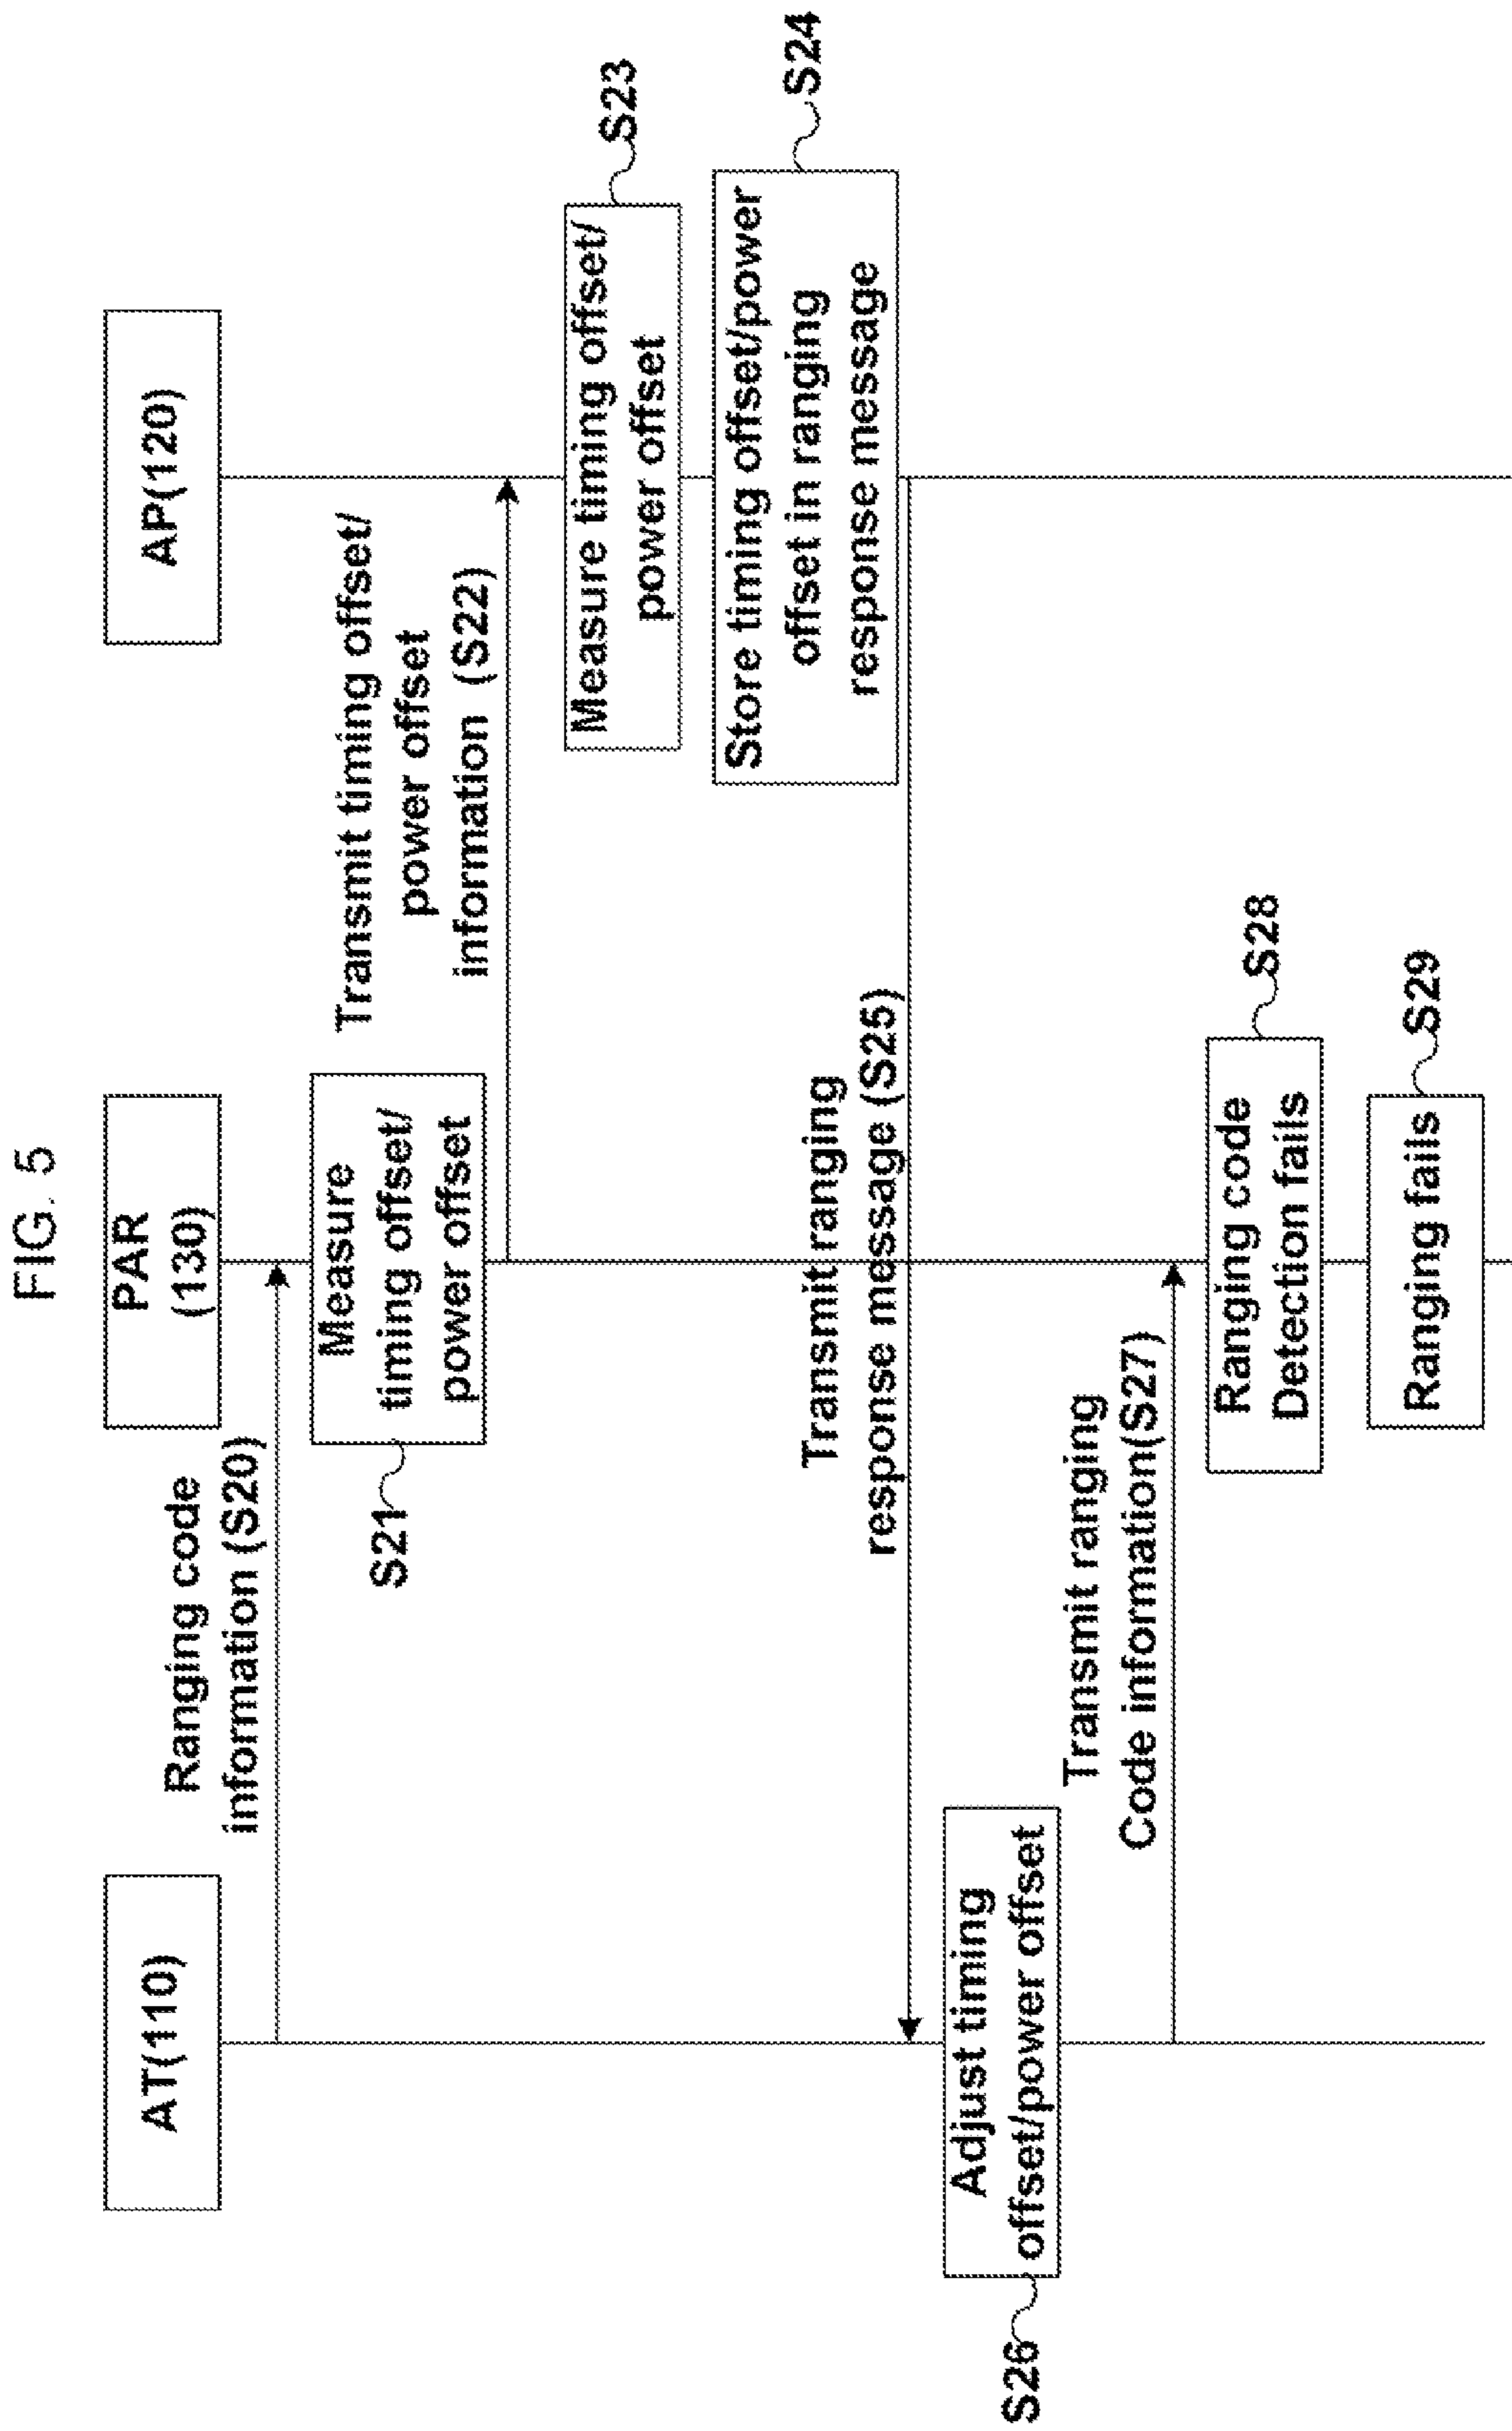 FIG. 5
AT(110)
PAR
(130)
AP(120)
Ranging code
information (S20)
Measure
timing offset/
power offset
S21
Transmit timing offset/
power offset
information (S22)
Measure timing offset/
power offset
S23
Store timing offset/power
offset in ranging
response message
S24
Transmit ranging
response message (S25)
Adjust timing
offset/power offset
S26
Transmit ranging
Code information(S27)
Ranging code
Detection fails
S28
Ranging fails
S29